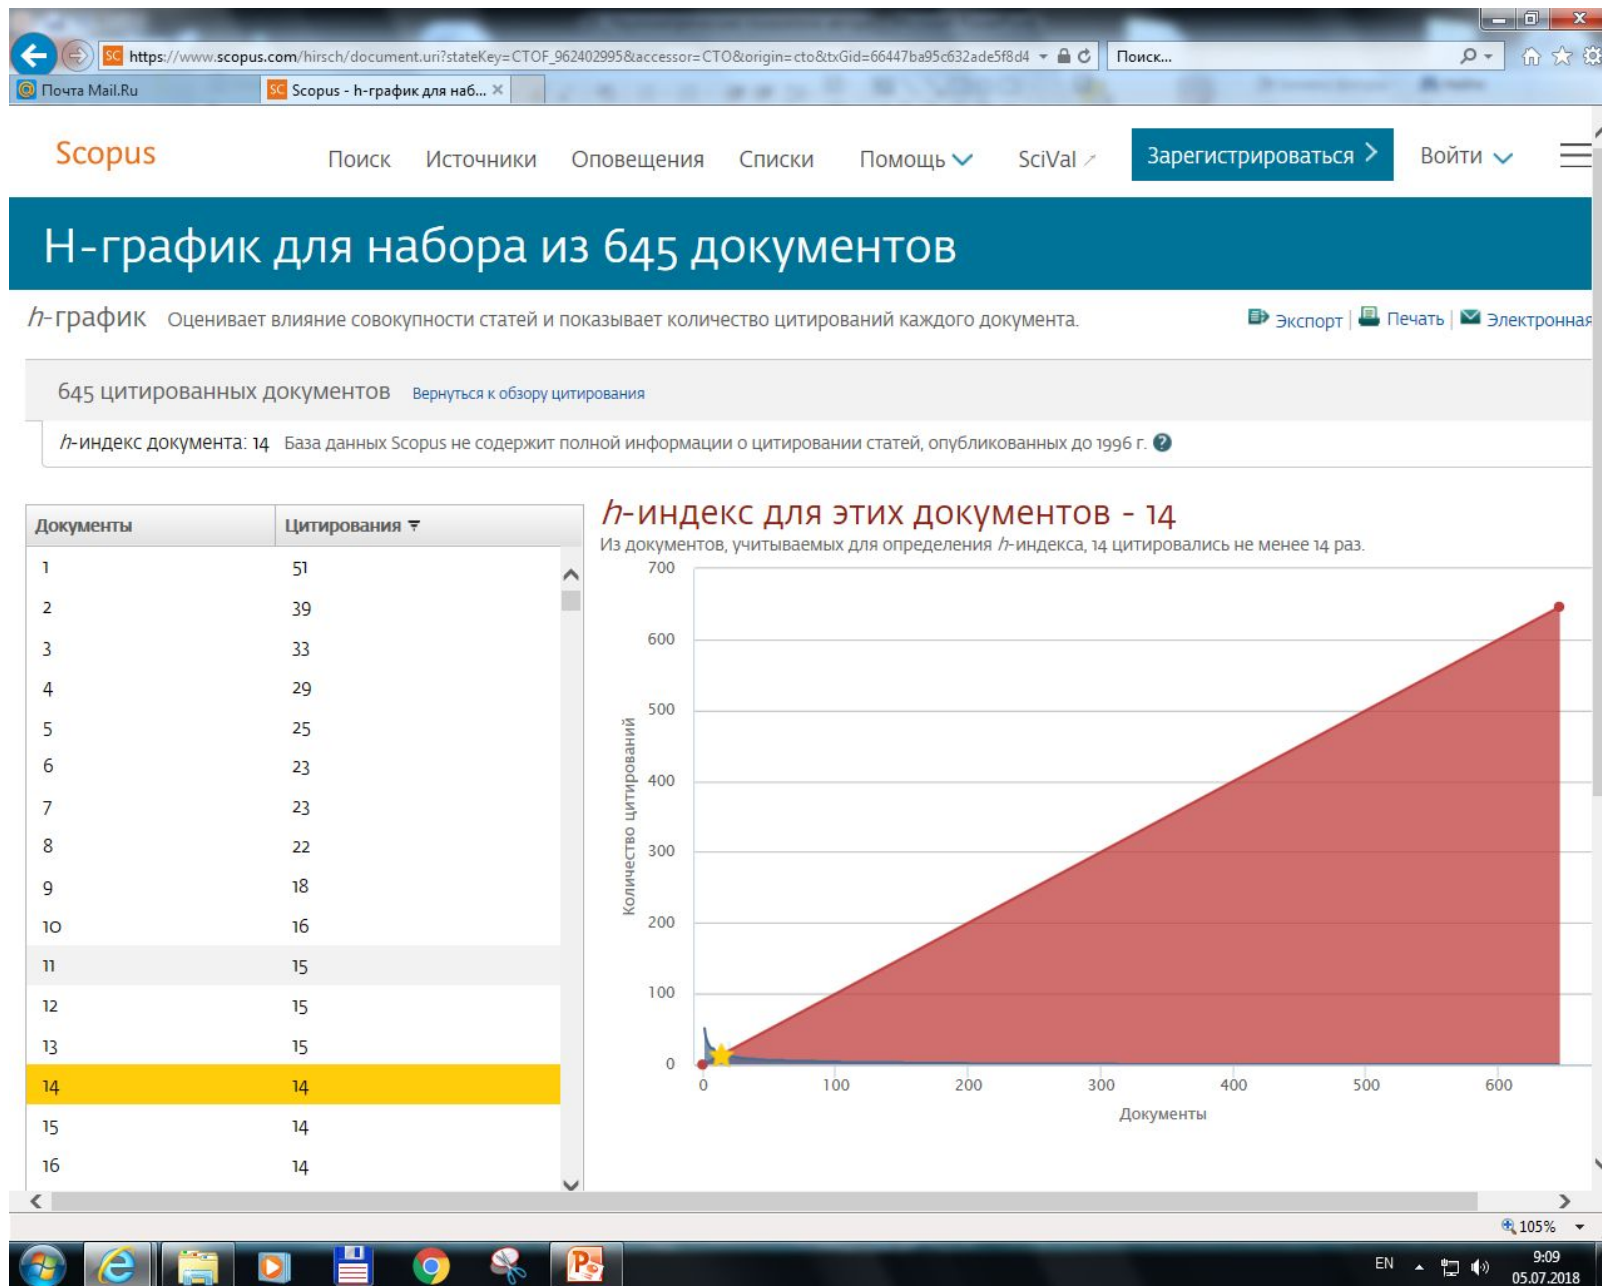 https://www.scopus.com/hirsch/document.uri?stateKey=CTOF_962402995&accessor=CTO&origin=cto&txGid=66447ba95c632ade5f8d4
Поиск...
Почта Mail.Ru
SC Scopus - h-график для наб...
Scopus
Поиск Источники Оповещения Списки Помощь SciVal Зарегистрироваться Войти
Н-график для набора из 645 документов
h-график Оценивает влияние совокупности статей и показывает количество цитирований каждого документа.
Экспорт | Печать | Электронная
645 цитированных документов Вернуться к обзору цитирования
h-индекс документа: 14 База данных Scopus не содержит полной информации о цитировании статей, опубликованных до 1996 г.
Документы Цитирования
1 51
2 39
3 33
4 29
5 25
6 23
7 23
8 22
9 18
10 16
11 15
12 15
13 15
14 14
15 14
16 14
h-индекс для этих документов - 14
Из документов, учитываемых для определения h-индекса, 14 цитировались не менее 14 раз.
700
600
500
400
300
200
100
0
Количество цитирований
0 100 200 300 400 500 600
Документы
105%
EN
9:09
05.07.2018